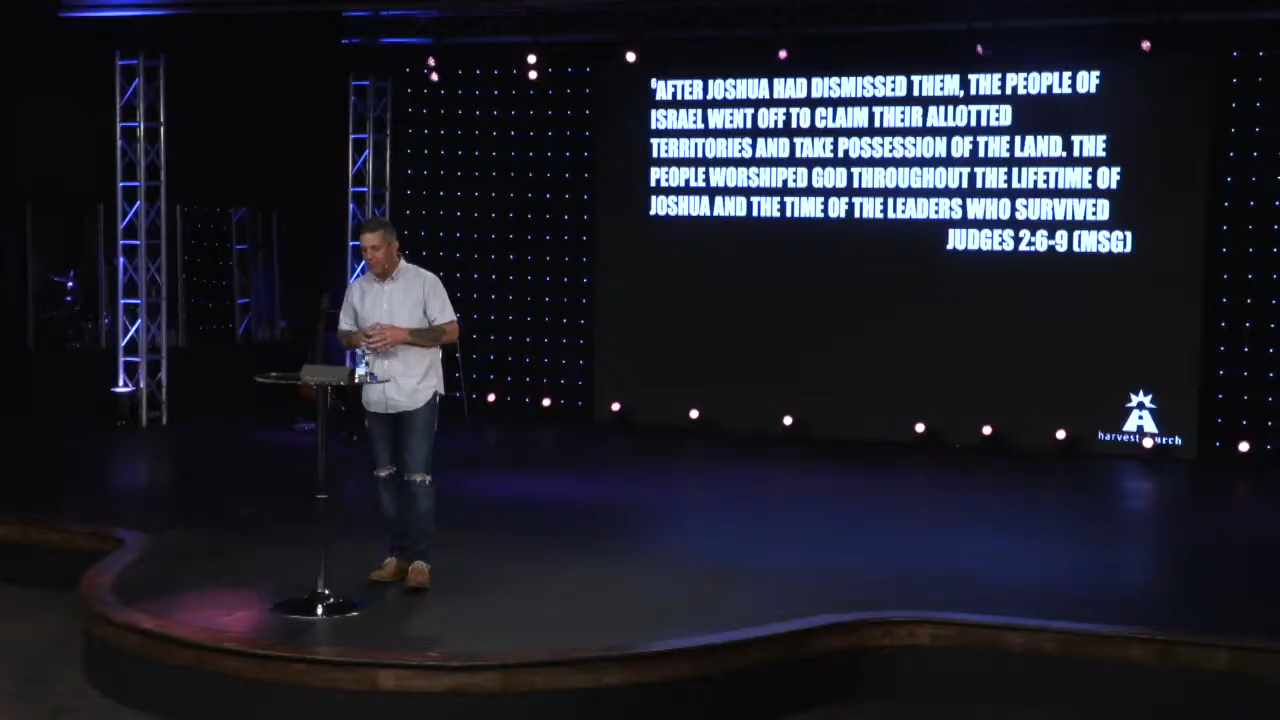 ⁶AFTER JOSHUA HAD DISMISSED THEM, THE PEOPLE OF
ISRAEL WENT OFF TO CLAIM THEIR ALLOTTED
TERRITORIES AND TAKE POSSESSION OF THE LAND. THE
PEOPLE WORSHIPED GOD THROUGHOUT THE LIFETIME OF
JOSHUA AND THE TIME OF THE LEADERS WHO SURVIVED
JUDGES 2:6-9 (MSG)
harvest church